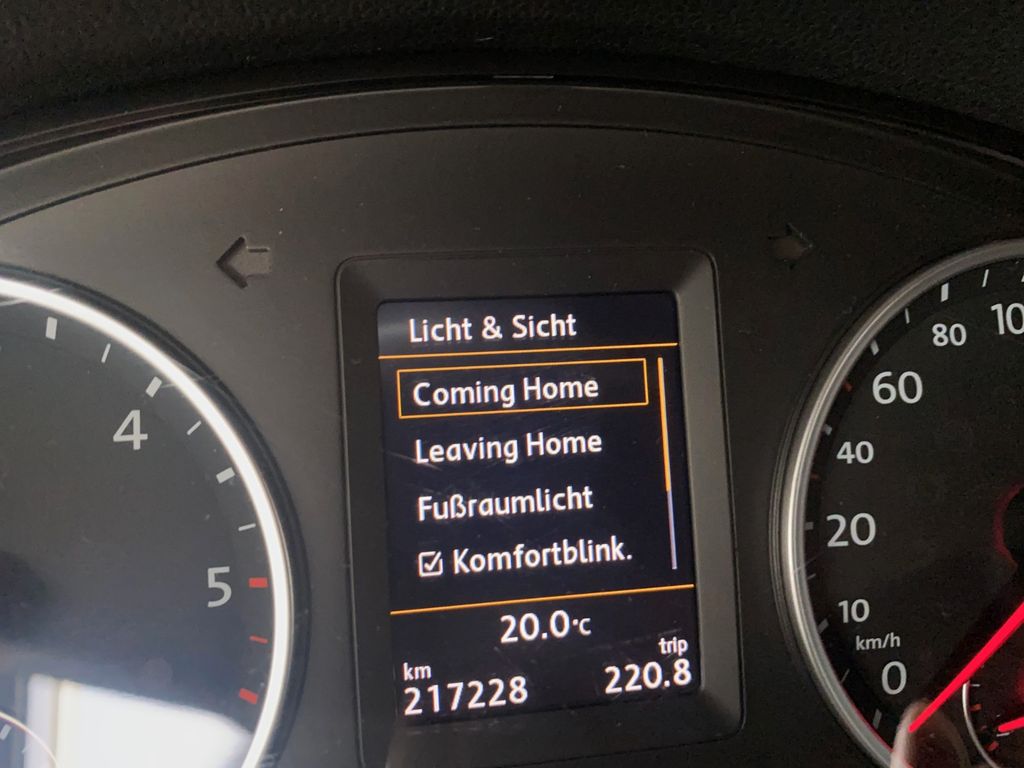 Licht & Sicht
Coming Home
Leaving Home
Fußraumlicht
Komfortblink.
20.0°c
km
217228
trip
220.8
4
5
80
60
40
20
10
km/h
0